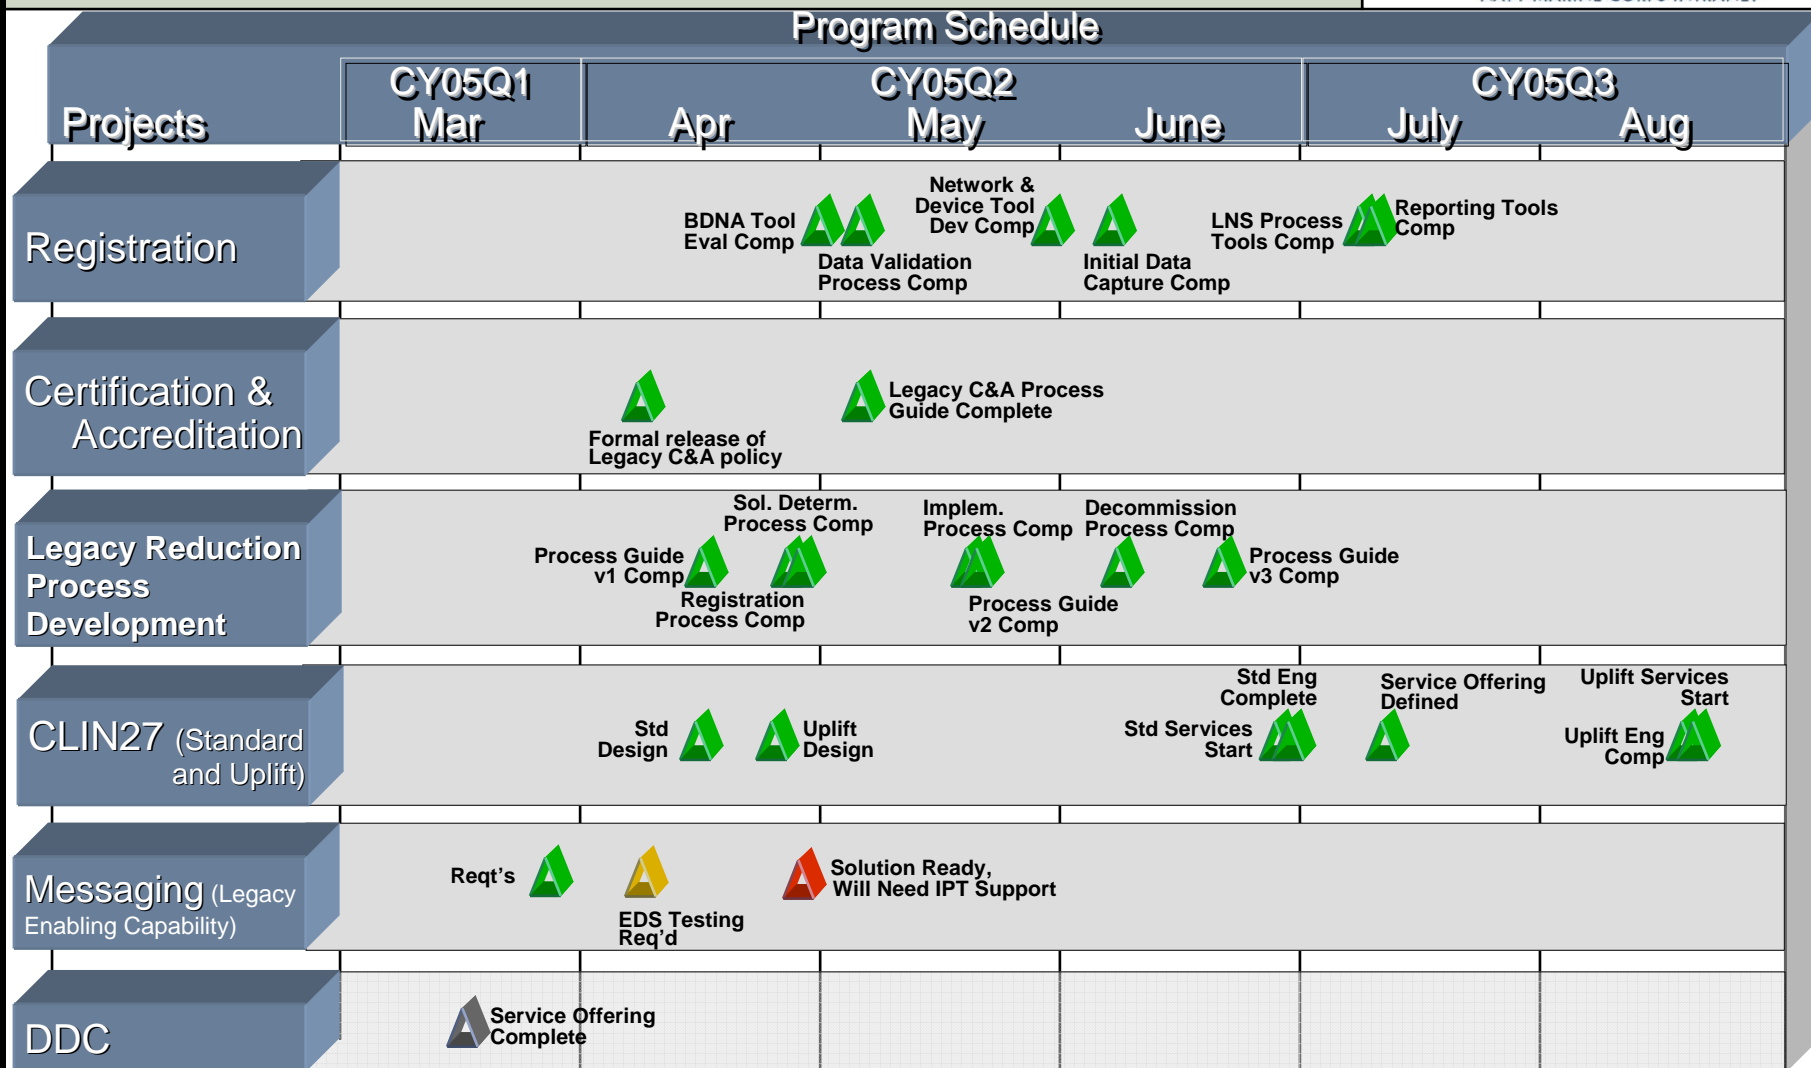 Program Schedule
CY05Q1
CY05Q2
CY05Q3
Projects
Mar
Apr
May
June
July
Aug
Registration
BDNA Tool
Eval Comp
Data Validation
Process Comp
Network &
Device Tool
Dev Comp
Initial Data
Capture Comp
LNS Process
Tools Comp
Reporting Tools
Comp
Certification &
Accreditation
Formal release of
Legacy C&A policy
Legacy C&A Process
Guide Complete
Legacy Reduction
Process
Development
Process Guide
v1 Comp
Sol. Determ.
Process Comp
Registration
Process Comp
Implem.
Process Comp
Process Guide
v2 Comp
Decommission
Process Comp
Process Guide
v3 Comp
CLIN27 (Standard
and Uplift)
Std
Design
Uplift
Design
Std Eng
Complete
Std Services
Start
Service Offering
Defined
Uplift Services
Start
Uplift Eng
Comp
Messaging (Legacy
Enabling Capability)
Reqt's
EDS Testing
Req'd
Solution Ready,
Will Need IPT Support
DDC
Service Offering
Complete